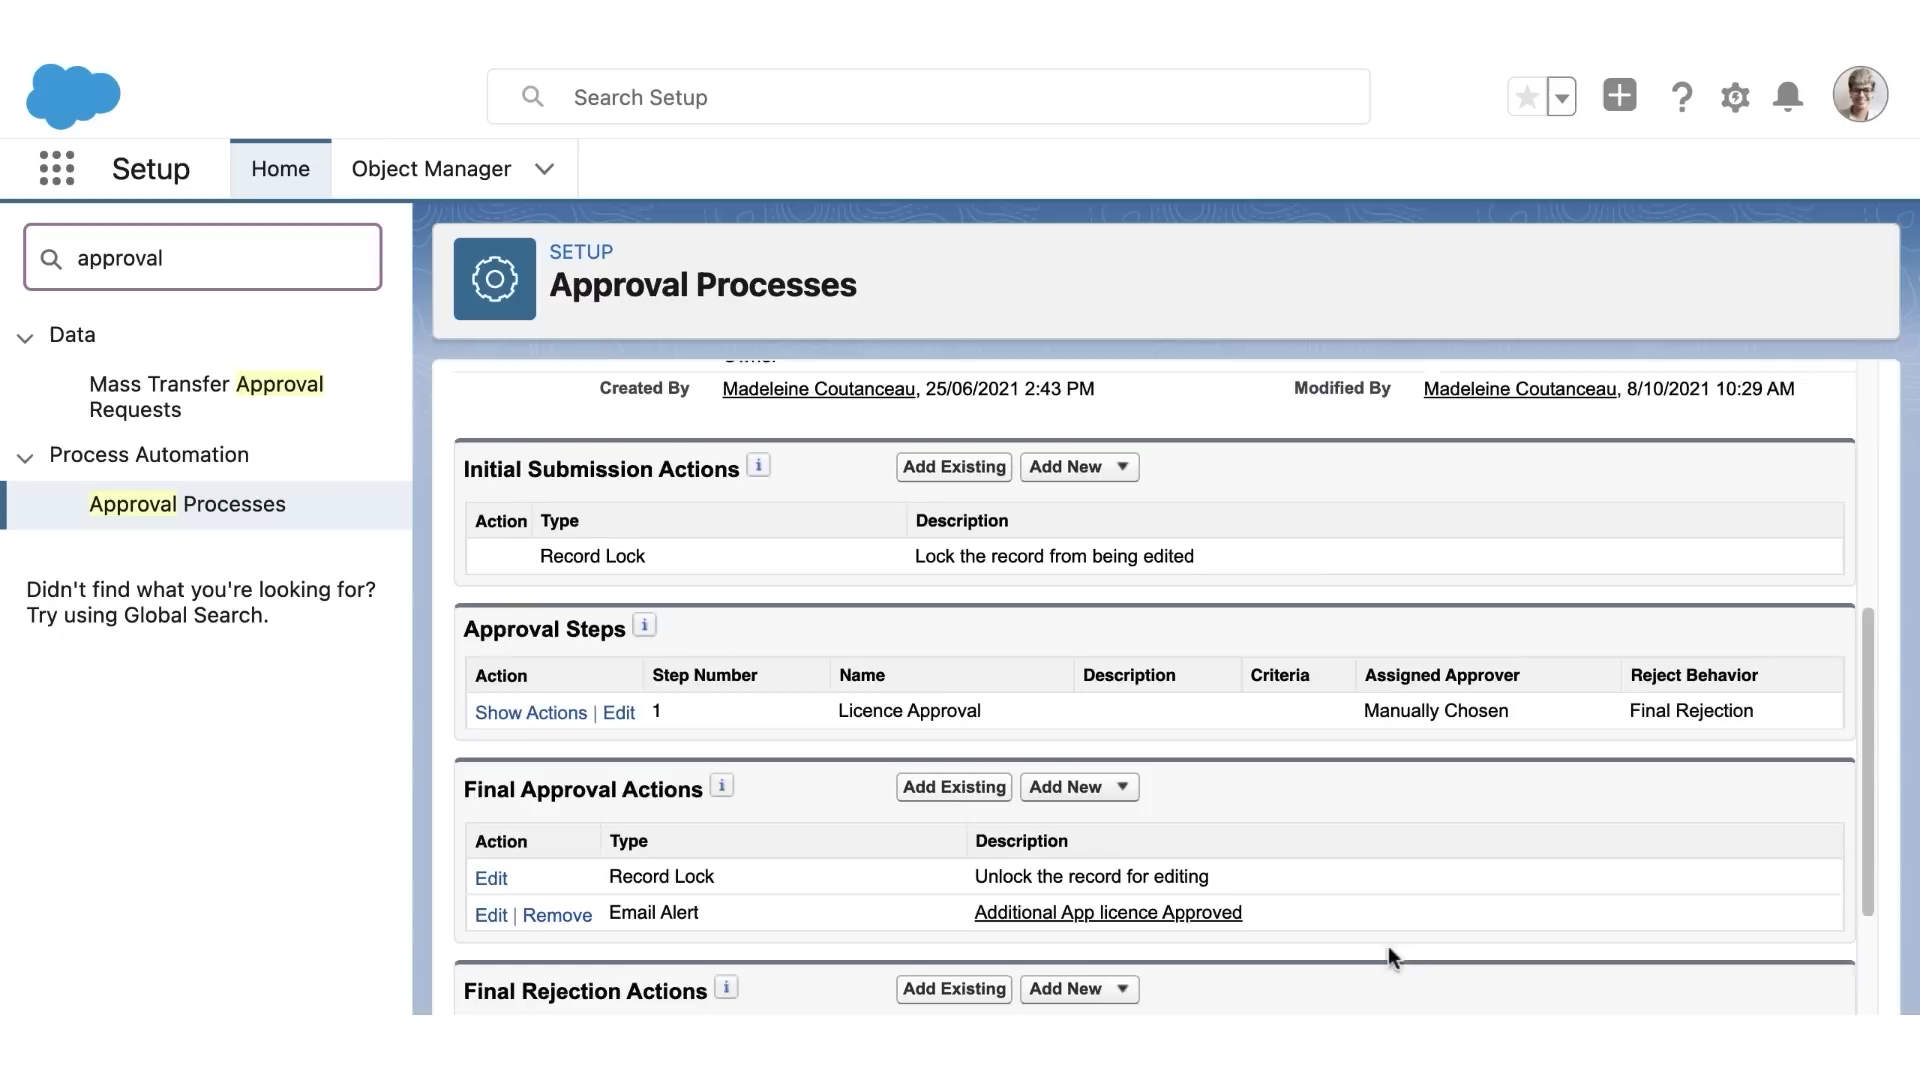 Search Setup
Setup
Home
Object Manager
approval
Data
Mass Transfer Approval
Requests
Process Automation
Approval Processes
Didn't find what you're looking for?
Try using Global Search.
SETUP
Approval Processes
Created By Madeleine Coutanceau, 25/06/2021 2:43 PM Modified By Madeleine Coutanceau, 8/10/2021 10:29 AM
Initial Submission Actions i Add Existing Add New
Action Type Description
Record Lock Lock the record from being edited
Approval Steps i
Action Step Number Name Description Criteria Assigned Approver Reject Behavior
Show Actions | Edit 1 Licence Approval Manually Chosen Final Rejection
Final Approval Actions i Add Existing Add New
Action Type Description
Edit Record Lock Unlock the record for editing
Edit | Remove Email Alert Additional App licence Approved
Final Rejection Actions i Add Existing Add New